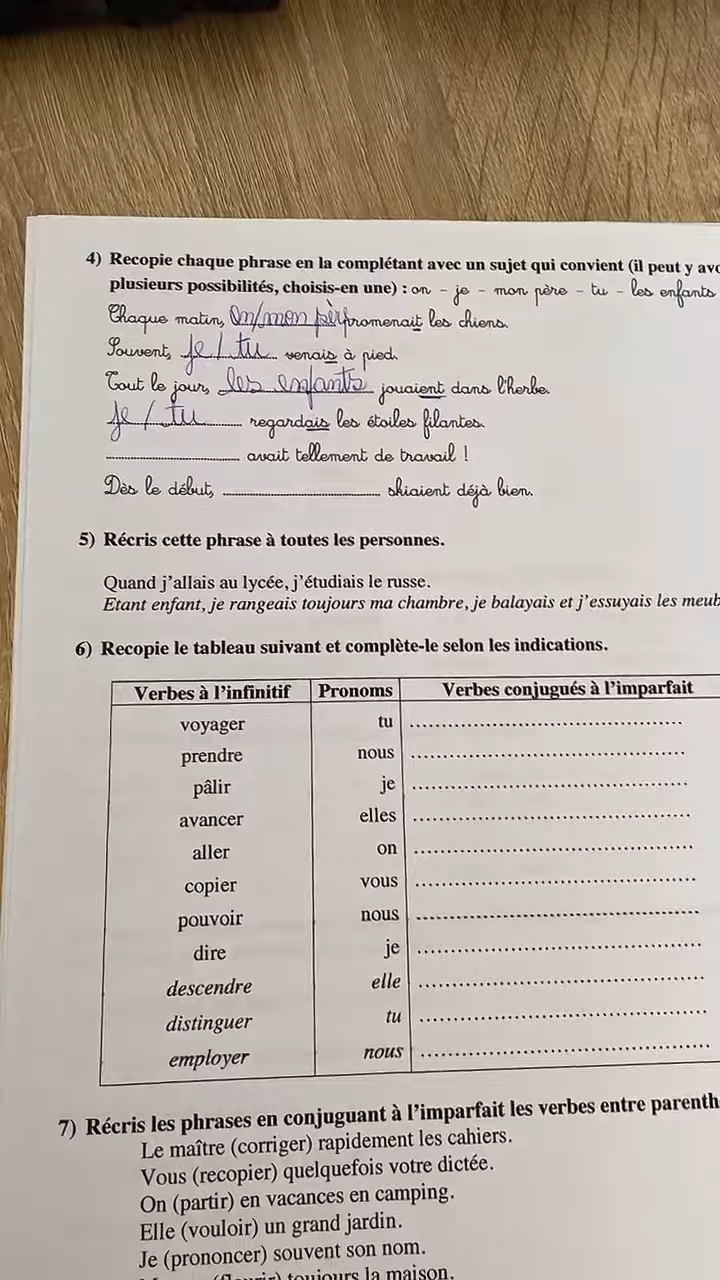 4) Recopie chaque phrase en la complétant avec un sujet qui convient (il peut y avo
plusieurs possibilités, choisis-en une) : on - je - mon père - tu - les enfants
Chaque matin, On/mon père promenait les chiens.
Souvent, je / tu venais à pied.
Tout le jour, les enfants jouaient dans l'herbe.
Je / tu regardais les étoiles filantes.
avait tellement de travail !
Dès le début, skiaient déjà bien.
5) Récris cette phrase à toutes les personnes.
Quand j'allais au lycée, j'étudiais le russe.
Etant enfant, je rangeais toujours ma chambre, je balayais et j'essuyais les meub
6) Recopie le tableau suivant et complète-le selon les indications.
Verbes à l'infinitif Pronoms Verbes conjugués à l'imparfait
voyager tu
prendre nous
pâlir je
avancer elles
aller on
copier vous
pouvoir nous
dire je
descendre elle
distinguer tu
employer nous
7) Récris les phrases en conjuguant à l'imparfait les verbes entre parenth
Le maître (corriger) rapidement les cahiers.
Vous (recopier) quelquefois votre dictée.
On (partir) en vacances en camping.
Elle (vouloir) un grand jardin.
Je (prononcer) souvent son nom.
toujours la maison.